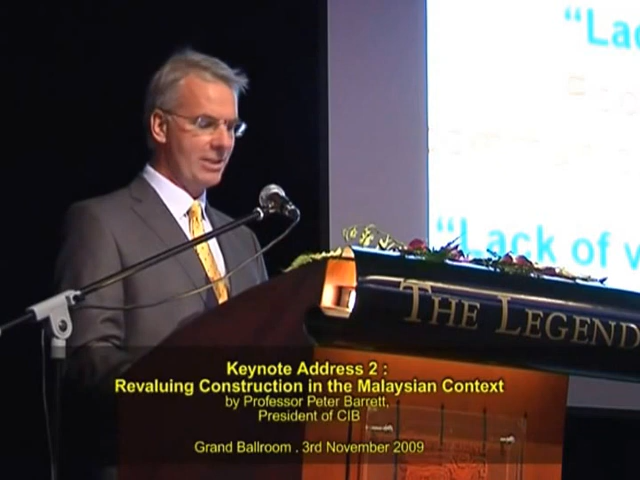 “Lac
“Lack of v
THE LEGEND
Keynote Address 2 :
Revaluing Construction in the Malaysian Context
by Professor Peter Barrett,
President of CIB
Grand Ballroom . 3rd November 2009